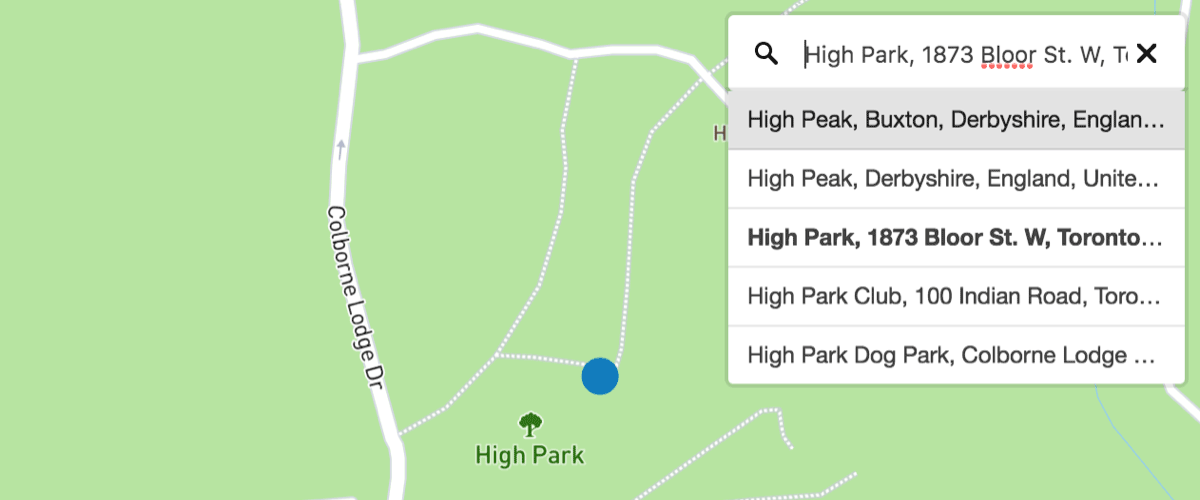 High Park, 1873 Bloor St. W, To
High Peak, Buxton, Derbyshire, Englan...
H
High Peak, Derbyshire, England, Unite...
High Park, 1873 Bloor St. W, Toronto...
High Park Club, 100 Indian Road, Toro...
High Park Dog Park, Colborne Lodge ...
Colborne Lodge Dr
High Park